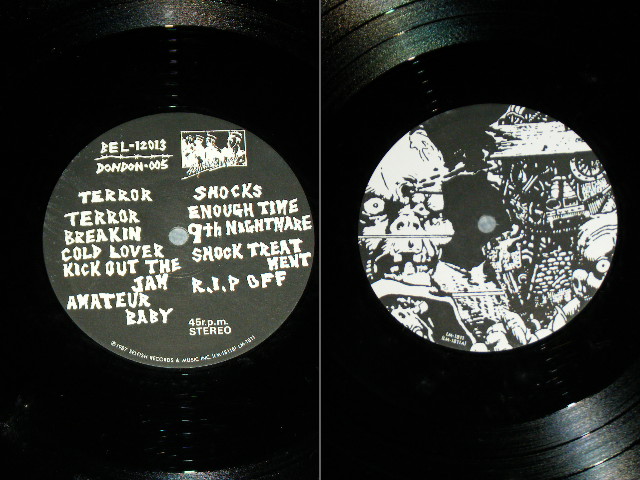 BEL-12013
DONDON-005
TERROR
TERROR
BREAKIN
COLD LOVER
KICK OUT THE
JAM
AMATEUR
BABY
SHOCKS
ENOUGH TIME
9th NIGHTMARE
SHOCK TREAT
MENT
R.I.P OFF
45r.p.m.
STEREO